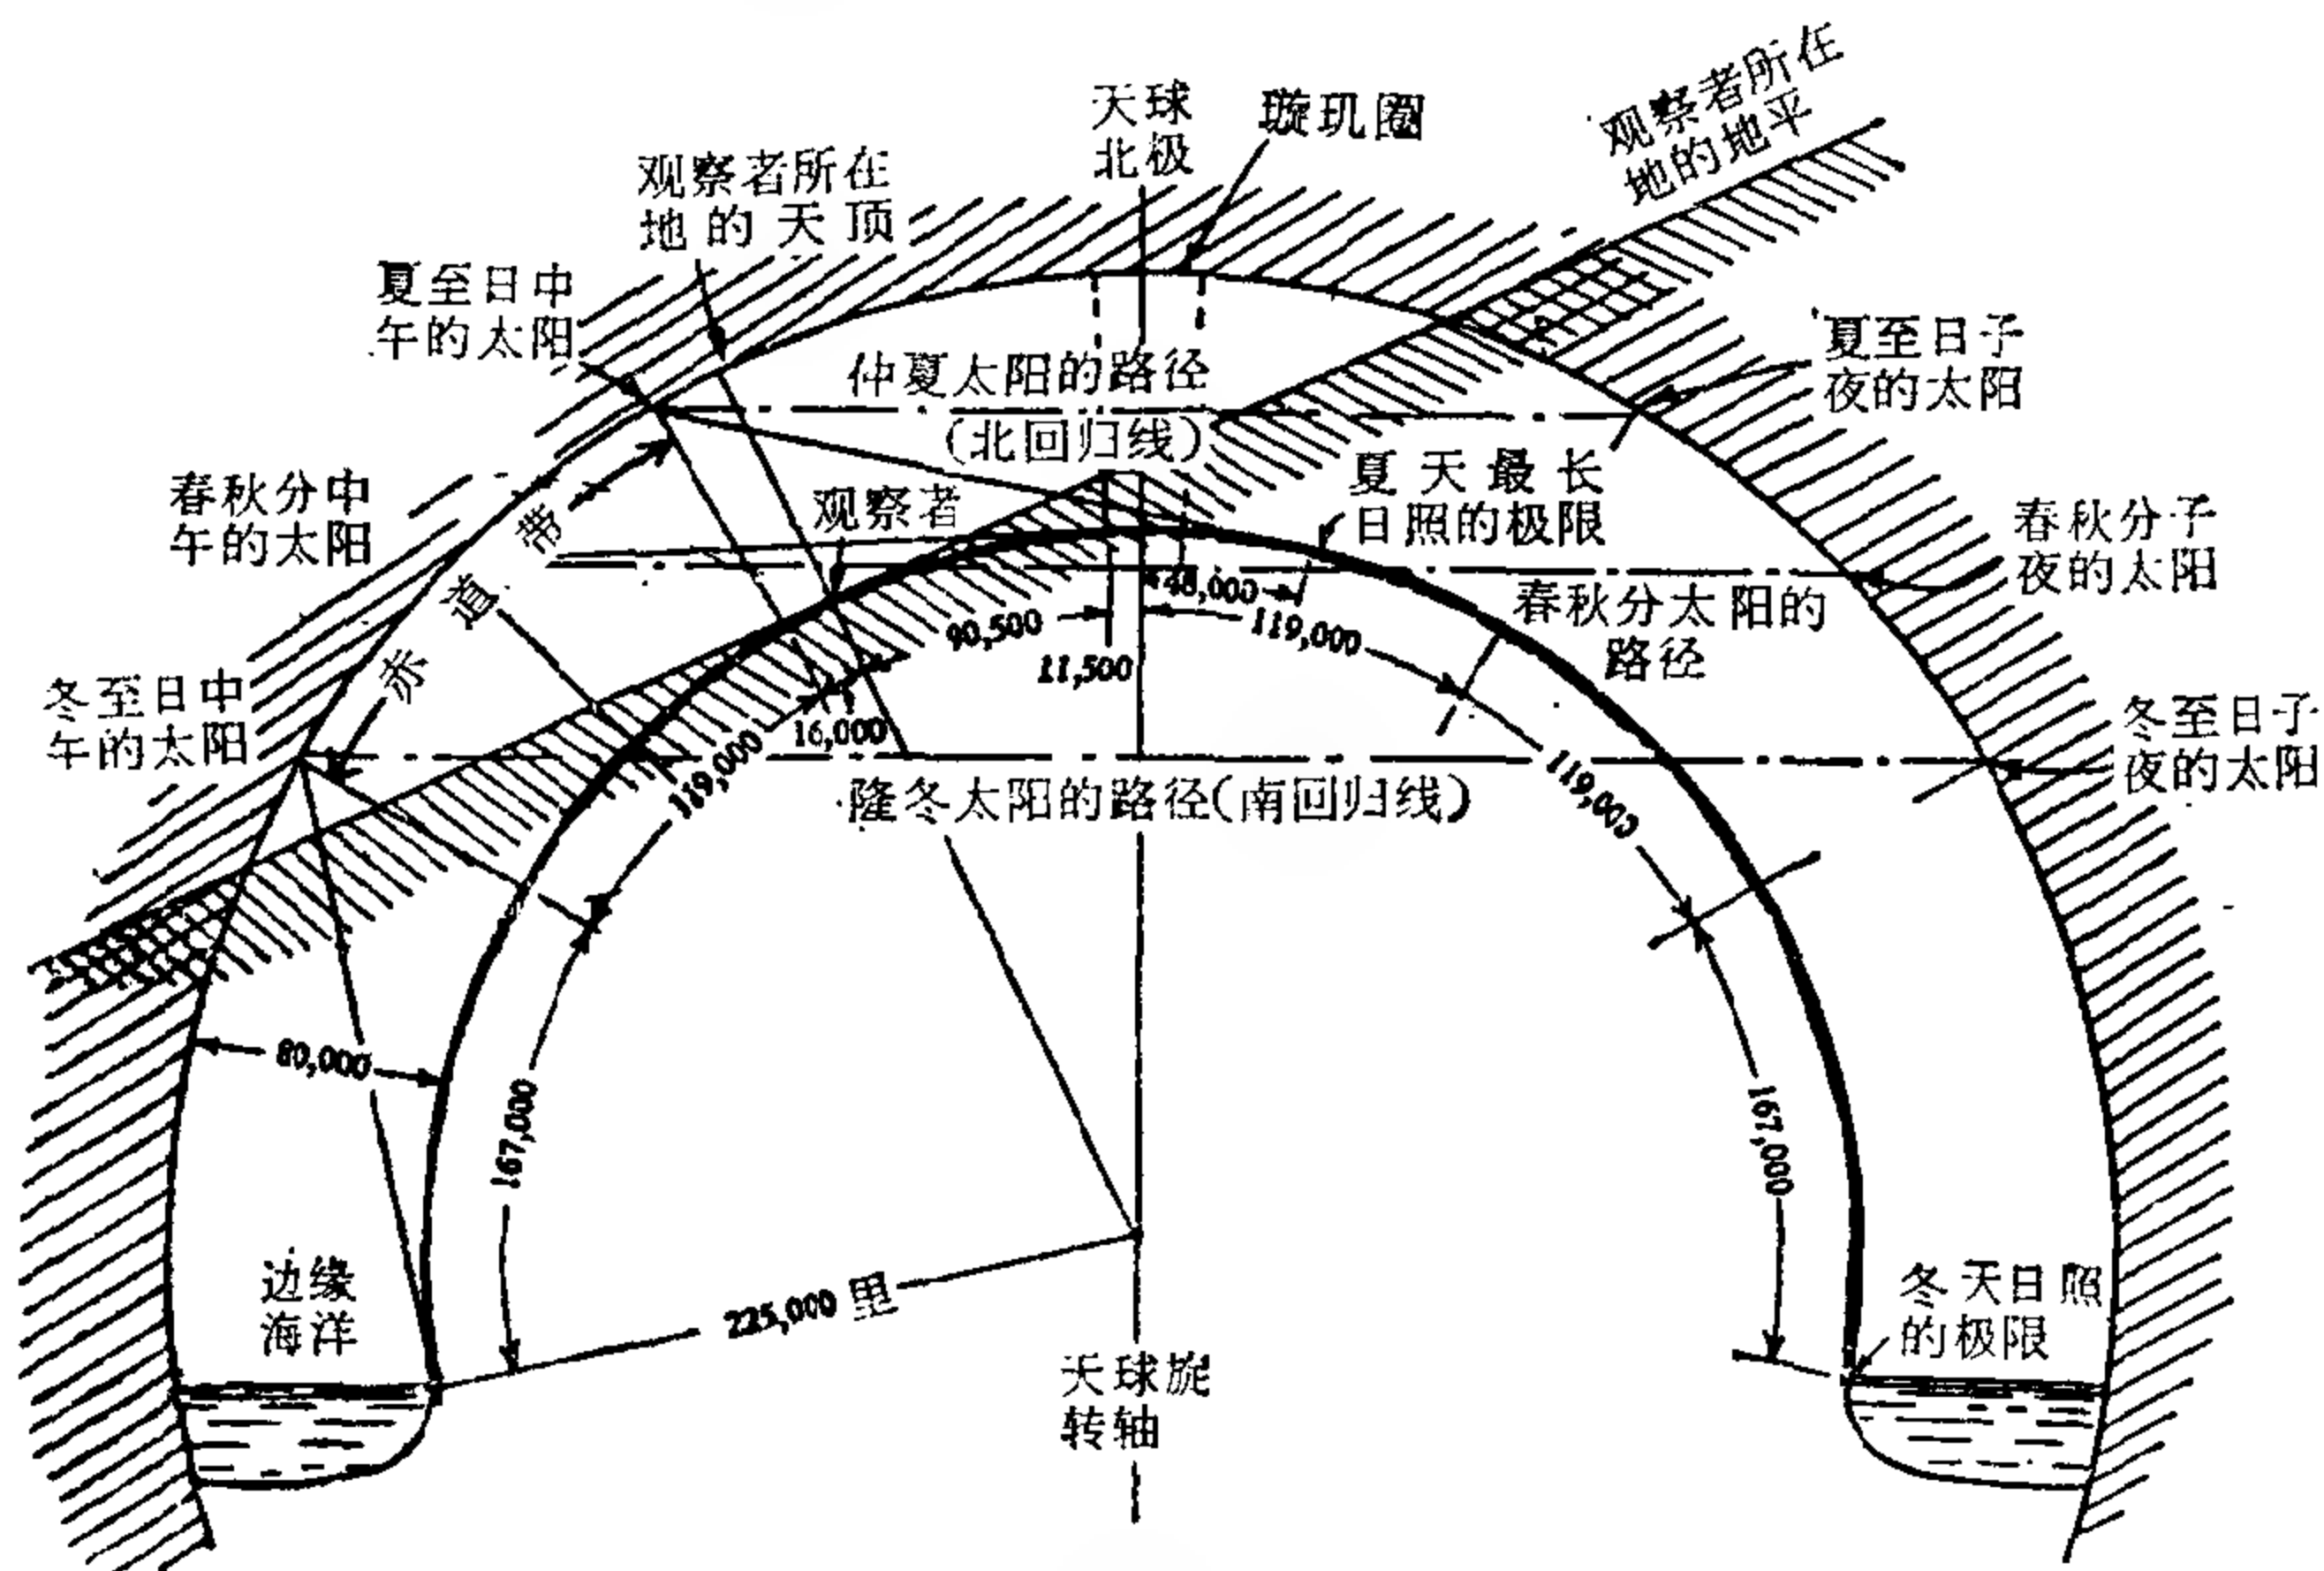 天球
北极
璇玑圈
观察者所在
地的地平
观察者所在
地的天顶
夏至日中
午的太阳
仲夏太阳的路径
(北回归线)
夏至日子
夜的太阳
春秋分中
午的太阳
赤道带
观察者
夏天最长
日照的极限
春秋分子
夜的太阳
春秋分太阳的
路径
90,500
11,500
119,000
冬至日中
午的太阳
119,000
16,000
隆冬太阳的路径(南回归线)
119,000
冬至日子
夜的太阳
80,000
167,000
167,000
边缘
海洋
225,000里
天球旋
转轴
冬天日照
的极限